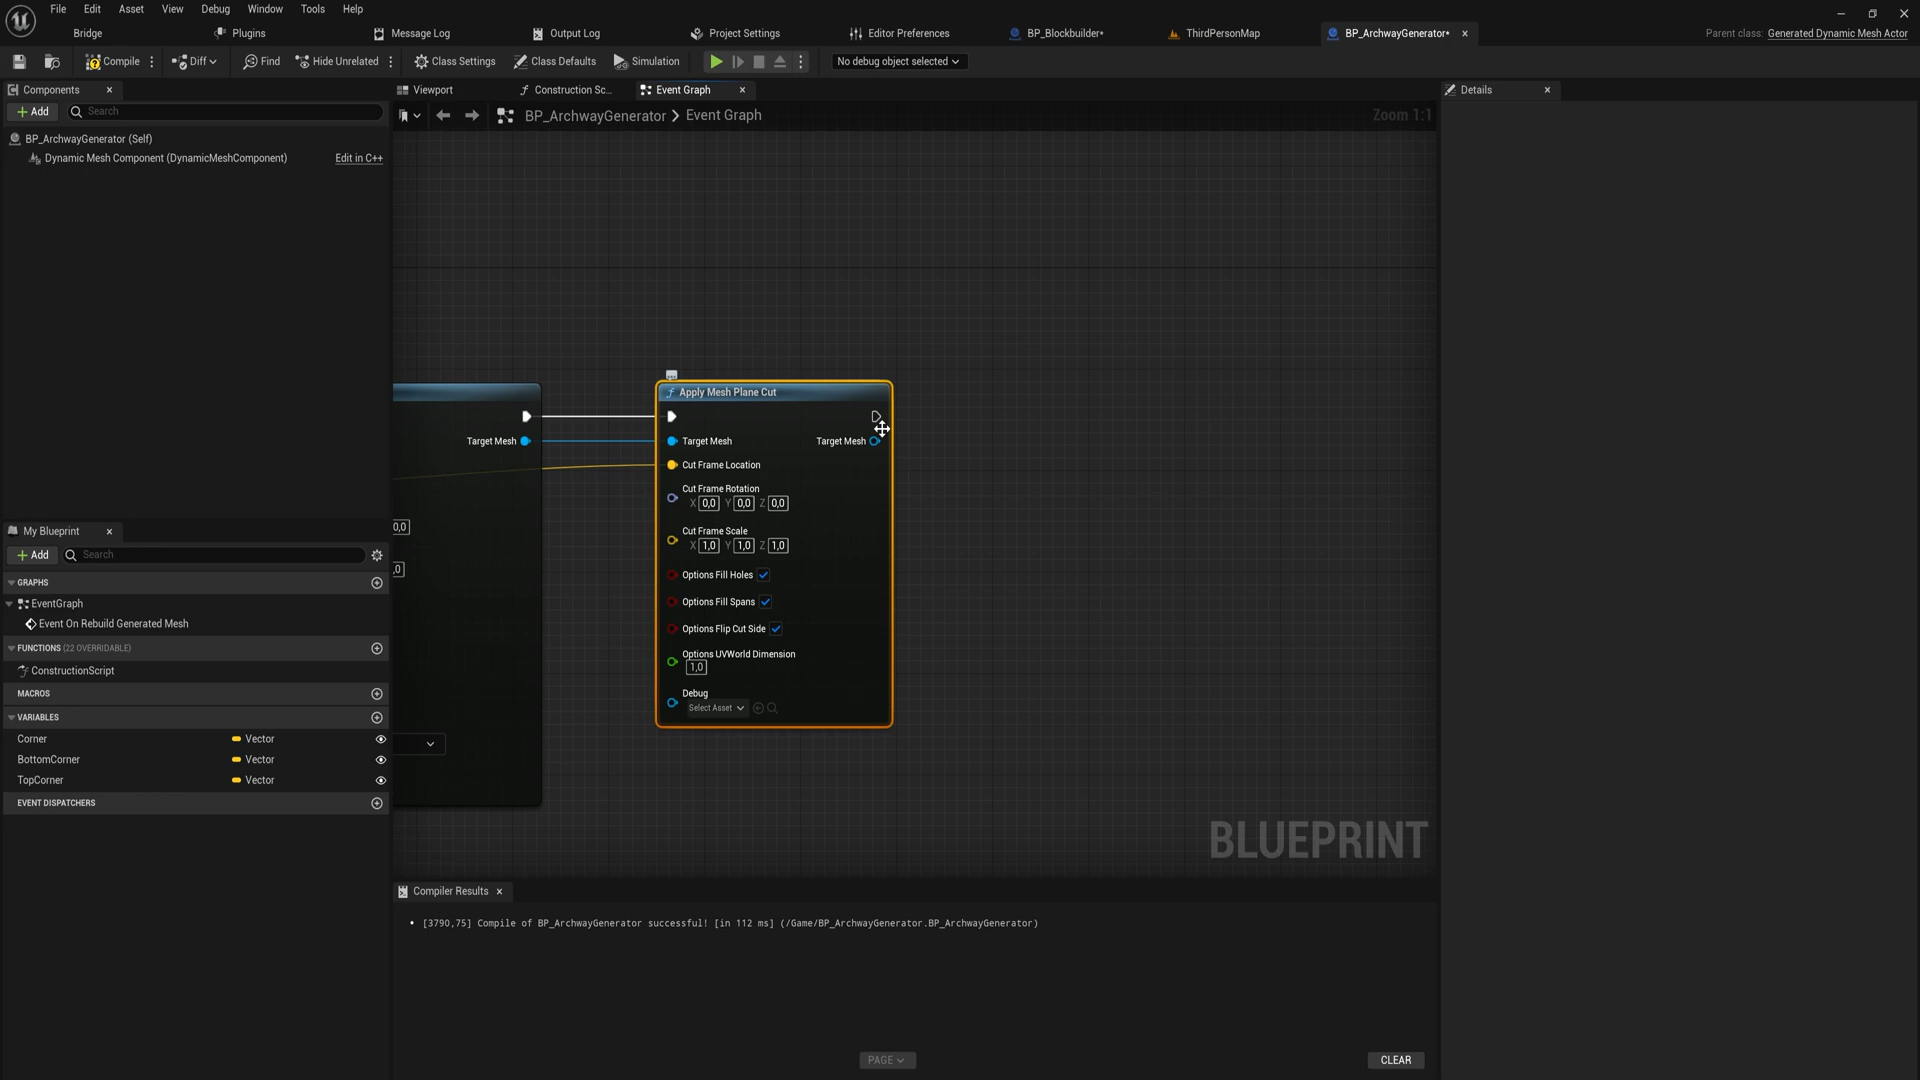 File Edit Asset View Debug Window Tools Help
Bridge Plugins Message Log Output Log Project Settings Editor Preferences BP_Blockbuilder* ThirdPersonMap BP_ArchwayGenerator* Parent class: Generated Dynamic Mesh Actor
Compile Diff Find Hide Unrelated Class Settings Class Defaults Simulation No debug object selected
Components Viewport Construction Sc... Event Graph Details
Add Search BP_ArchwayGenerator > Event Graph Zoom 1:1
BP_ArchwayGenerator (Self)
Dynamic Mesh Component (DynamicMeshComponent) Edit in C++
Apply Mesh Plane Cut
Target Mesh Target Mesh Target Mesh
Cut Frame Location
Cut Frame Rotation
X 0,0 Y 0,0 Z 0,0
0,0
Cut Frame Scale
X 1,0 Y 1,0 Z 1,0
,0
Options Fill Holes
Options Fill Spans
Options Flip Cut Side
Options UVWorld Dimension
1,0
Debug
Select Asset
My Blueprint
Add Search
GRAPHS
EventGraph
Event On Rebuild Generated Mesh
FUNCTIONS (22 OVERRIDABLE)
ConstructionScript
MACROS
VARIABLES
Corner Vector
BottomCorner Vector
TopCorner Vector
EVENT DISPATCHERS
BLUEPRINT
Compiler Results
• [3790,75] Compile of BP_ArchwayGenerator successful! [in 112 ms] (/Game/BP_ArchwayGenerator.BP_ArchwayGenerator)
PAGE CLEAR